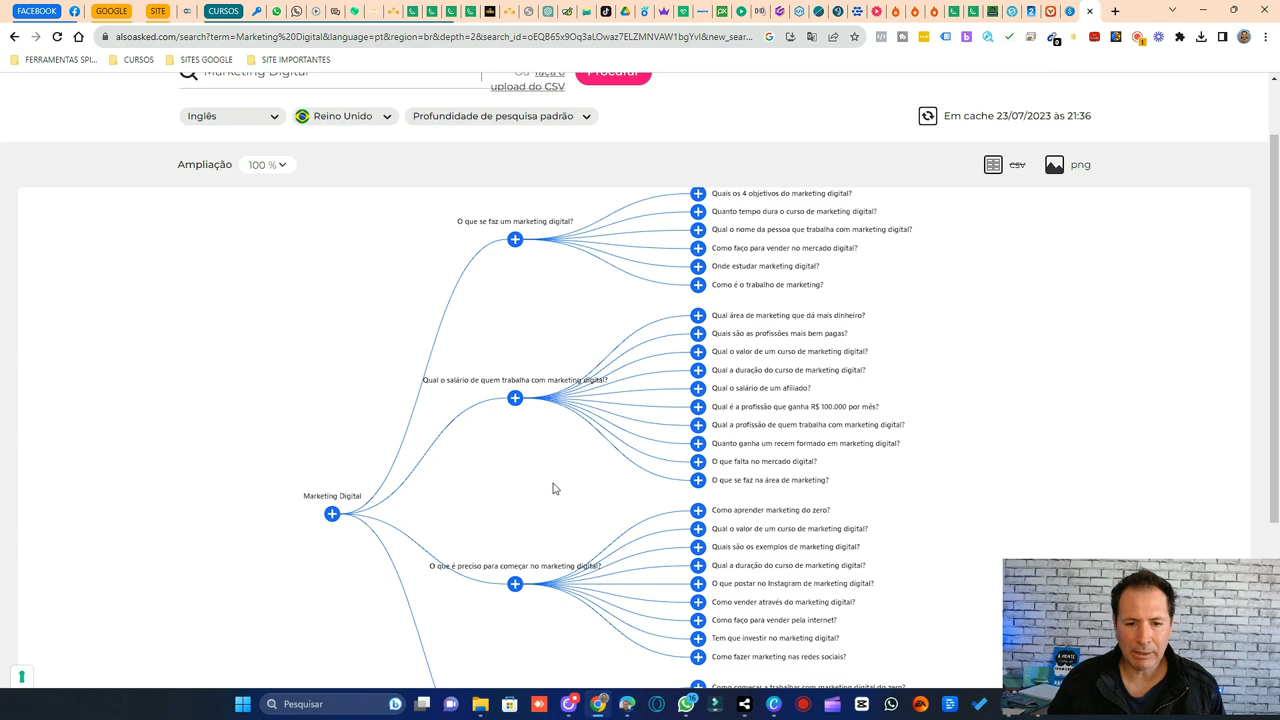 FACEBOOK
GOOGLE
SITE
CURSOS
alsoasked.com/search?term=Marketing%20Digital&language=pt&region=br&depth=2&search_id=
FERRAMENTAS SPI...
CURSOS
SITES GOOGLE
SITE IMPORTANTES
Marketing Digital
Ou faça o
upload do CSV
Procurar
Inglês
Reino Unido
Profundidade de pesquisa padrão
Em cache 23/07/2023 às 21:36
Ampliação
100 %
CSV
png
O que se faz um marketing digital?
Quais os 4 objetivos do marketing digital?
Quanto tempo dura o curso de marketing digital?
Qual o nome da pessoa que trabalha com marketing digital?
Como faço para vender no mercado digital?
Onde estudar marketing digital?
Como é o trabalho de marketing?
Qual o salário de quem trabalha com marketing digital?
Qual área de marketing que dá mais dinheiro?
Quais são as profissões mais bem pagas?
Qual o valor de um curso de marketing digital?
Qual a duração do curso de marketing digital?
Qual o salário de um afiliado?
Qual é a profissão que ganha R$ 100.000 por mês?
Qual a profissão de quem trabalha com marketing digital?
Quanto ganha um recem formado em marketing digital?
O que falta no mercado digital?
O que se faz na área de marketing?
Marketing Digital
O que é preciso para começar no marketing digital?
Como aprender marketing do zero?
Qual o valor de um curso de marketing digital?
Quais são os exemplos de marketing digital?
Qual a duração do curso de marketing digital?
O que postar no Instagram de marketing digital?
Como vender através do marketing digital?
Como faço para vender pela internet?
Tem que investir no marketing digital?
Como fazer marketing nas redes sociais?
Como começar a trabalhar com marketing digital do zero?
A MENTE
Pesquisar
16